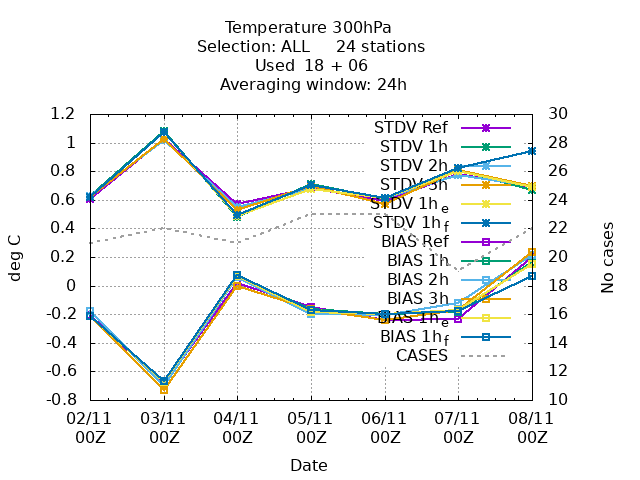 Temperature 300hPa
Selection: ALL 24 stations
Used 18 + 06
Averaging window: 24h
1.2
1
0.8
0.6
0.4
0.2
0
-0.2
-0.4
-0.6
-0.8
deg C
30
28
26
24
22
20
18
16
14
12
10
No cases
STDV Ref
STDV 1h
STDV 2h
STDV 3h
STDV 1h_e
STDV 1h_f
BIAS Ref
BIAS 1h
BIAS 2h
BIAS 3h
BIAS 1h_e
BIAS 1h_f
CASES
02/11 03/11 04/11 05/11 06/11 07/11 08/11
00Z 00Z 00Z 00Z 00Z 00Z 00Z
Date